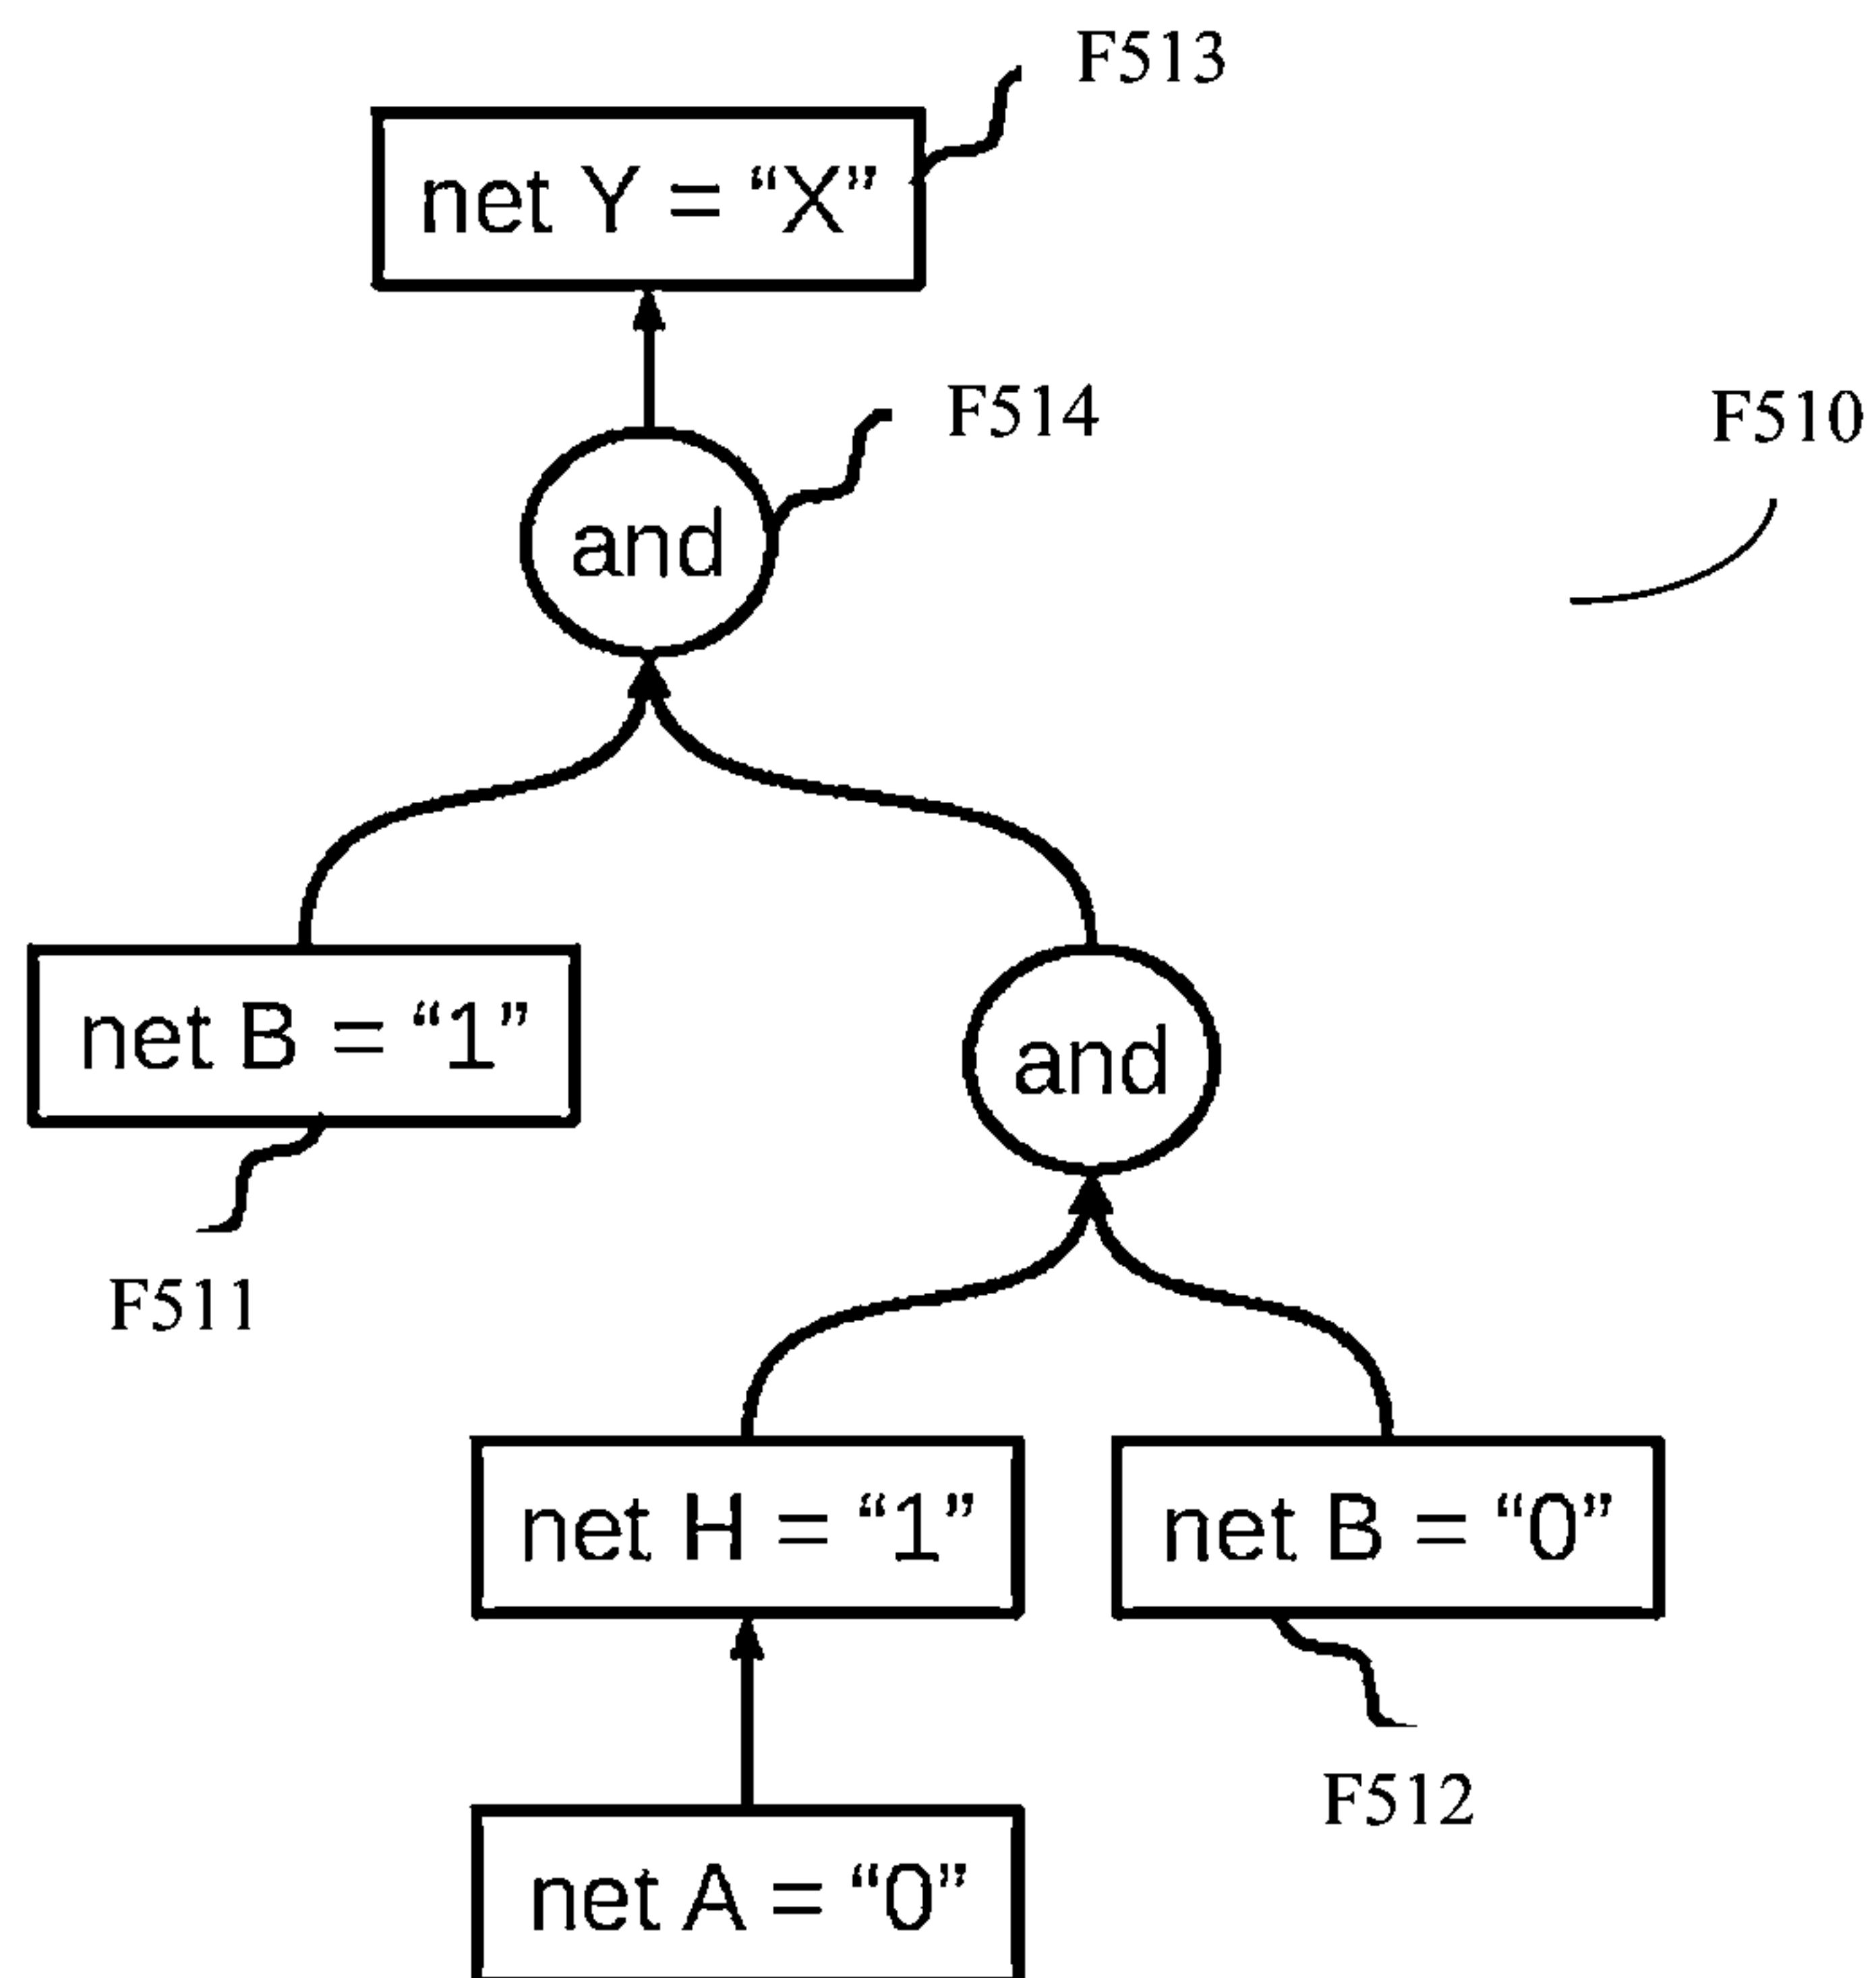 F513
net Y = “X”
F514
F510
and
net B = “1”
and
F511
net H = “1”
net B = “0”
F512
net A = “0”